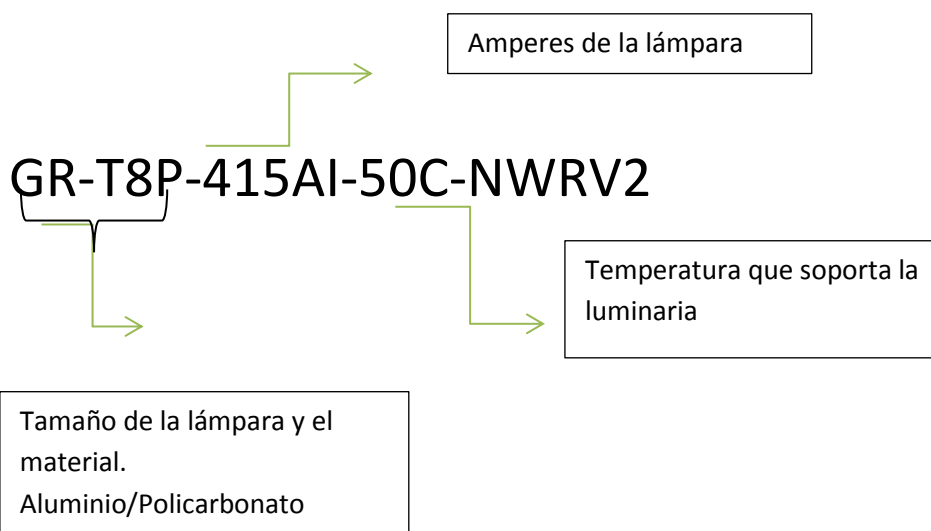 Amperes de la lámpara
GR-T8P-415AI-50C-NWRV2
Temperatura que soporta la
luminaria
Tamaño de la lámpara y el
material.
Aluminio/Policarbonato